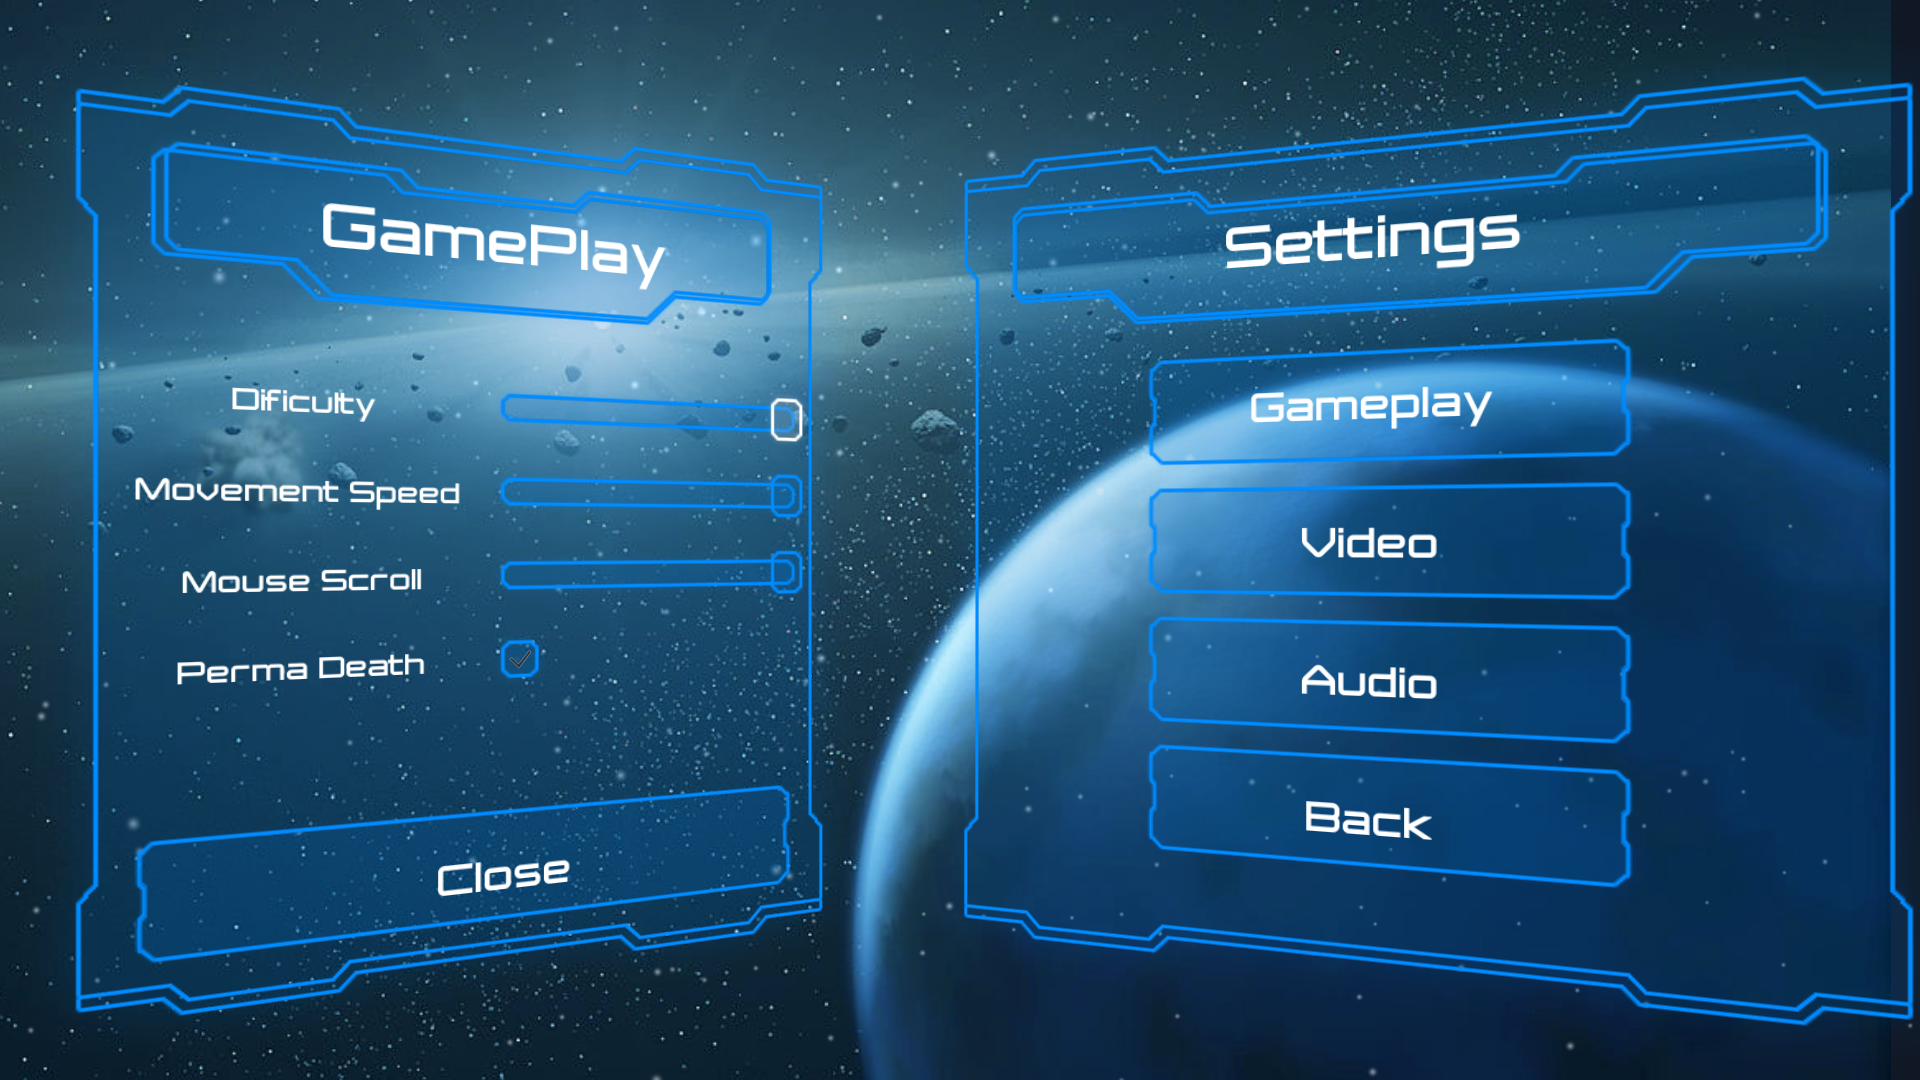 GamePlay
Dificulty
Movement Speed
Mouse Scroll
Perma Death
Close
Settings
Gameplay
Video
Audio
Back